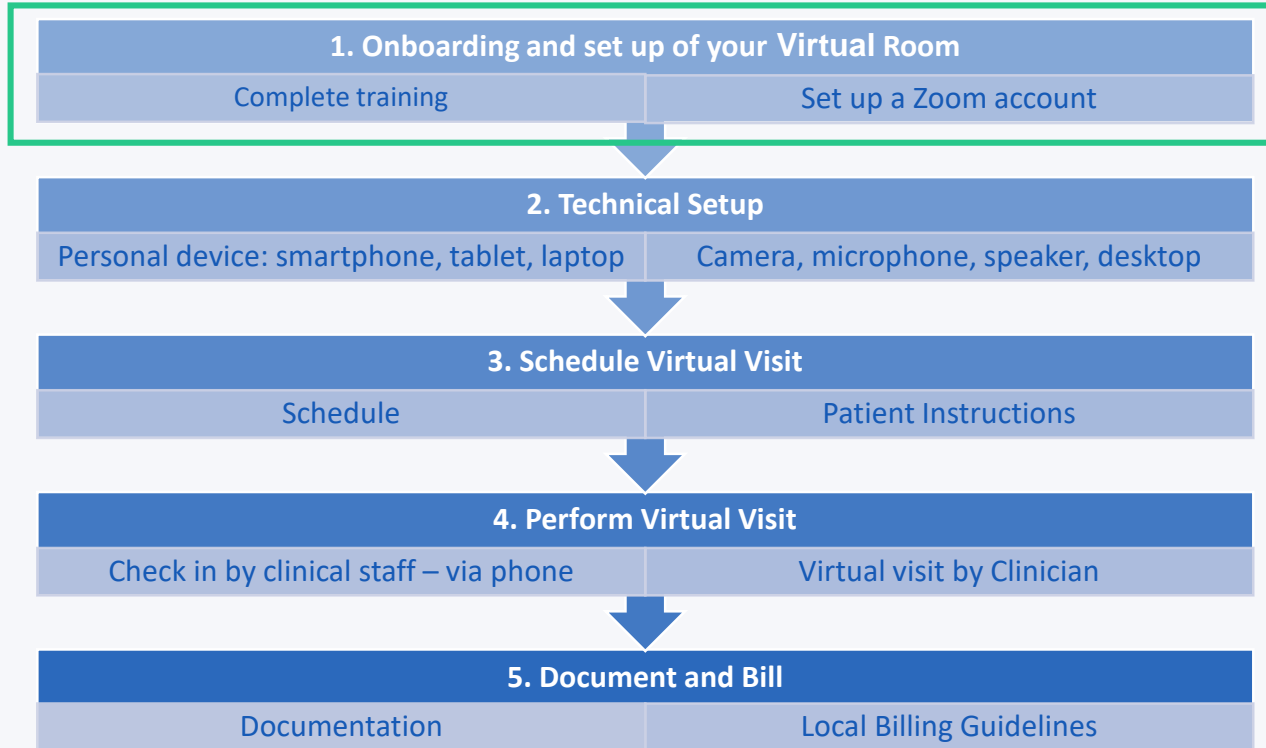 1. Onboarding and set up of your Virtual Room
Complete training
Set up a Zoom account
2. Technical Setup
Personal device: smartphone, tablet, laptop
Camera, microphone, speaker, desktop
3. Schedule Virtual Visit
Schedule
Patient Instructions
4. Perform Virtual Visit
Check in by clinical staff – via phone
Virtual visit by Clinician
5. Document and Bill
Documentation
Local Billing Guidelines